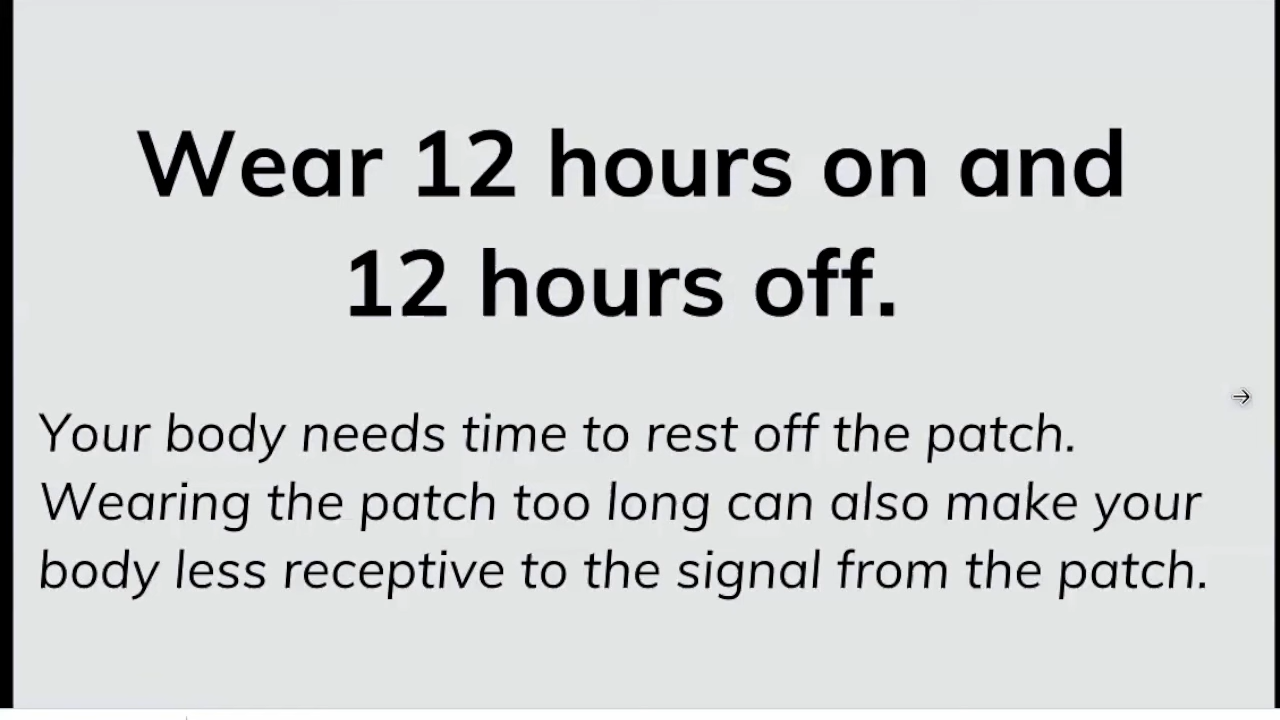 Wear 12 hours on and
12 hours off.
Your body needs time to rest off the patch.
Wearing the patch too long can also make your
body less receptive to the signal from the patch.